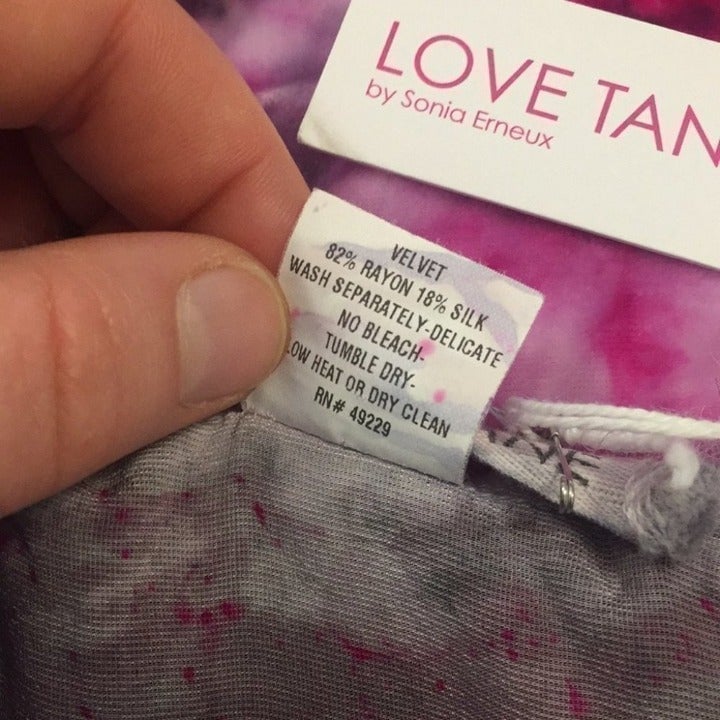 LOVE TAN
by Sonia Erneux
VELVET
82% RAYON 18% SILK
WASH SEPARATELY-DELICATE
NO BLEACH-
TUMBLE DRY-
LOW HEAT OR DRY CLEAN
RN# 49229